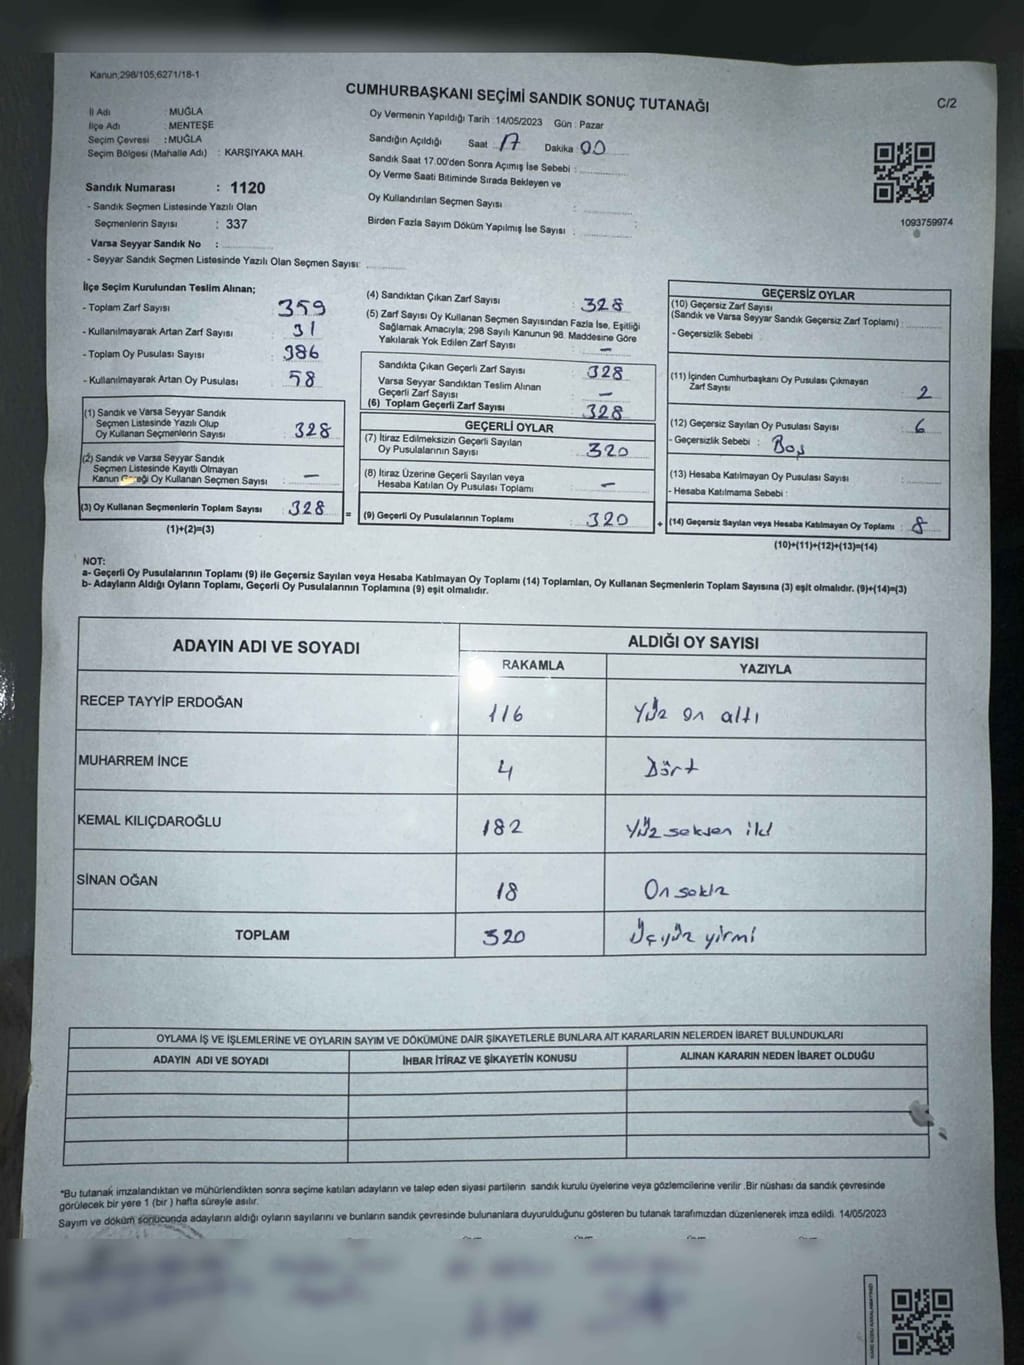 Kanun,298/105,6271/18-1
CUMHURBAŞKANI SEÇİMİ SANDIK SONUÇ TUTANAĞI
C/2
İl Adı : MUĞLA
İlçe Adı : MENTEŞE
Seçim Çevresi : MUĞLA
Seçim Bölgesi (Mahalle Adı) : KARŞIYAKA MAH.
Sandık Numarası : 1120
- Sandık Seçmen Listesinde Yazılı Olan
Seçmenlerin Sayısı : 337
Varsa Seyyar Sandık No :
- Seyyar Sandık Seçmen Listesinde Yazılı Olan Seçmen Sayısı:
Oy Vermenin Yapıldığı Tarih : 14/05/2023 Gün : Pazar
Sandığın Açıldığı Saat 17 Dakika 00
Sandık Saat 17.00'den Sonra Açımış İse Sebebi :
Oy Verme Saati Bitiminde Sırada Bekleyen ve
Oy Kullandırılan Seçmen Sayısı :
Birden Fazla Sayım Döküm Yapılmış İse Sayısı :
1093759974
İlçe Seçim Kurulundan Teslim Alınan;
- Toplam Zarf Sayısı 359
- Kullanılmayarak Artan Zarf Sayısı 31
- Toplam Oy Pusulası Sayısı 386
- Kullanılmayarak Artan Oy Pusulası 58
(1) Sandık ve Varsa Seyyar Sandık
Seçmen Listesinde Yazılı Olup
Oy Kullanan Seçmenlerin Sayısı : 328
(2) Sandık ve Varsa Seyyar Sandık
Seçmen Listesinde Kayıtlı Olmayan
Kanun Gereği Oy Kullanan Seçmen Sayısı : —
(3) Oy Kullanan Seçmenlerin Toplam Sayısı : 328
(1)+(2)=(3)
=
(4) Sandıktan Çıkan Zarf Sayısı : 328
(5) Zarf Sayısı Oy Kullanan Seçmen Sayısından Fazla İse, Eşitliği
Sağlamak Amacıyla; 298 Sayılı Kanunun 98. Maddesine Göre
Yakılarak Yok Edilen Zarf Sayısı : —
Sandıkta Çıkan Geçerli Zarf Sayısı : 328
Varsa Seyyar Sandıktan Teslim Alınan
Geçerli Zarf Sayısı : —
(6) Toplam Geçerli Zarf Sayısı : 328
GEÇERLİ OYLAR
(7) İtiraz Edilmeksizin Geçerli Sayılan
Oy Pusulalarının Sayısı : 320
(8) İtiraz Üzerine Geçerli Sayılan veya
Hesaba Katılan Oy Pusulası Toplamı : —
(9) Geçerli Oy Pusulalarının Toplamı : 320
+
GEÇERSİZ OYLAR
(10) Geçersiz Zarf Sayısı
(Sandık ve Varsa Seyyar Sandık Geçersiz Zarf Toplamı) :
- Geçersizlik Sebebi :
(11) İçinden Cumhurbaşkanı Oy Pusulası Çıkmayan
Zarf Sayısı : 2
(12) Geçersiz Sayılan Oy Pusulası Sayısı : 6
- Geçersizlik Sebebi : Boş
(13) Hesaba Katılmayan Oy Pusulası Sayısı :
- Hesaba Katılmama Sebebi :
(14) Geçersiz Sayılan veya Hesaba Katılmayan Oy Toplamı : 8
(10)+(11)+(12)+(13)=(14)
NOT:
a- Geçerli Oy Pusulalarının Toplamı (9) ile Geçersiz Sayılan veya Hesaba Katılmayan Oy Toplamı (14) Toplamları, Oy Kullanan Seçmenlerin Toplam Sayısına (3) eşit olmalıdır. (9)+(14)=(3)
b- Adayların Aldığı Oyların Toplamı, Geçerli Oy Pusulalarının Toplamına (9) eşit olmalıdır.
ADAYIN ADI VE SOYADI
ALDIĞI OY SAYISI
RAKAMLA YAZIYLA
RECEP TAYYİP ERDOĞAN 116 Yüz on altı
MUHARREM İNCE 4 Dört
KEMAL KILIÇDAROĞLU 182 Yüz seksen iki
SİNAN OĞAN 18 On sekiz
TOPLAM 320 Üçyüz yirmi
OYLAMA İŞ VE İŞLEMLERİNE VE OYLARIN SAYIM VE DÖKÜMÜNE DAİR ŞİKAYETLERLE BUNLARA AİT KARARLARIN NELERDEN İBARET BULUNDUKLARI
ADAYIN ADI VE SOYADI İHBAR İTİRAZ VE ŞİKAYETİN KONUSU ALINAN KARARIN NEDEN İBARET OLDUĞU
*Bu tutanak imzalandıktan ve mühürlendikten sonra seçime katılan adayların ve talep eden siyasi partilerin sandık kurulu üyelerine veya gözlemcilerine verilir .Bir nüshası da sandık çevresinde
görülecek bir yere 1 (bir ) hafta süreyle asılır.
Sayım ve döküm sonucunda adayların aldığı oyların sayılarını ve bunların sandık çevresinde bulunanlara duyurulduğunu gösteren bu tutanak tarafımızdan düzenlenerek imza edildi. 14/05/2023